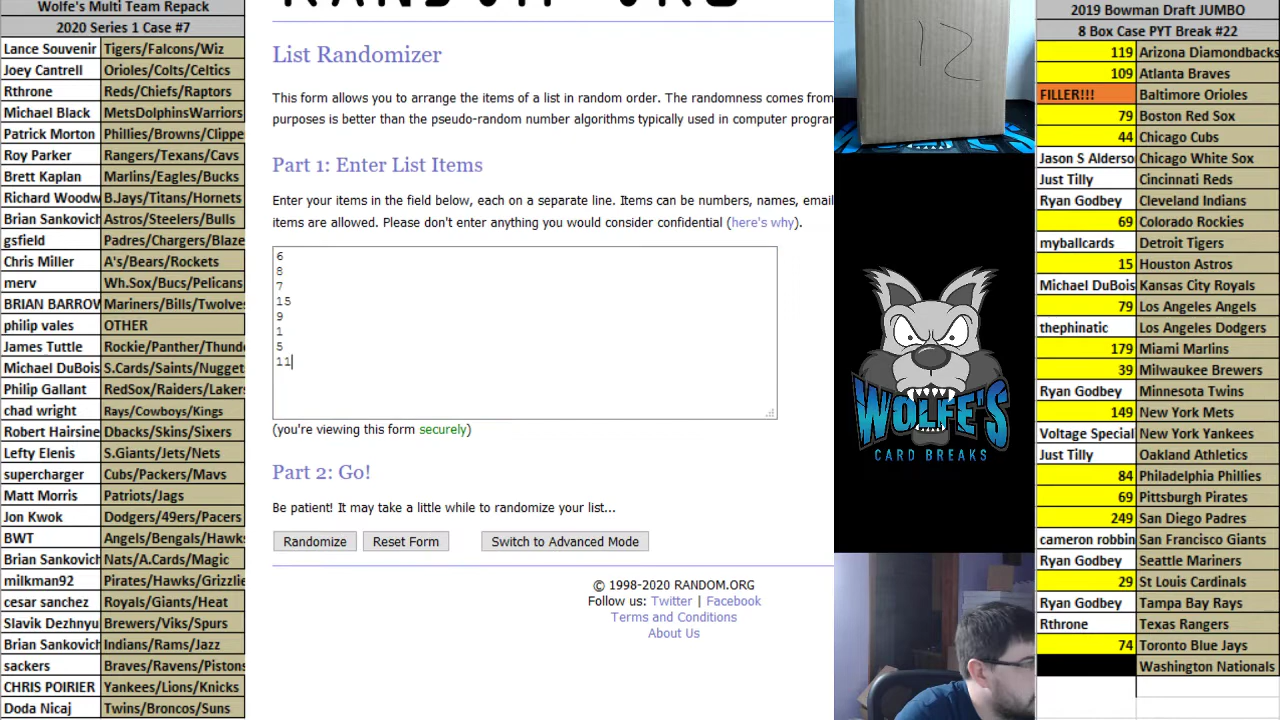 Wolfe's Multi Team Repack
2020 Series 1 Case #7
Lance Souvenir Tigers/Falcons/Wiz
Joey Cantrell Orioles/Colts/Celtics
Rthrone Reds/Chiefs/Raptors
Michael Black MetsDolphinsWarriors
Patrick Morton Phillies/Browns/Clippe
Roy Parker Rangers/Texans/Cavs
Brett Kaplan Marlins/Eagles/Bucks
Richard Woodw B.Jays/Titans/Hornets
Brian Sankovich Astros/Steelers/Bulls
gsfield Padres/Chargers/Blaze
Chris Miller A's/Bears/Rockets
merv Wh.Sox/Bucs/Pelicans
BRIAN BARROW Mariners/Bills/Twolves
philip vales OTHER
James Tuttle Rockie/Panther/Thund
Michael DuBois S.Cards/Saints/Nugget
Philip Gallant RedSox/Raiders/Lakers
chad wright Rays/Cowboys/Kings
Robert Hairsine Dbacks/Skins/Sixers
Lefty Elenis S.Giants/Jets/Nets
supercharger Cubs/Packers/Mavs
Matt Morris Patriots/Jags
Jon Kwok Dodgers/49ers/Pacers
BWT Angels/Bengals/Hawks
Brian Sankovich Nats/A.Cards/Magic
milkman92 Pirates/Hawks/Grizzlie
cesar sanchez Royals/Giants/Heat
Slavik Dezhnyu Brewers/Viks/Spurs
Brian Sankovich Indians/Rams/Jazz
sackers Braves/Ravens/Pistons
CHRIS POIRIER Yankees/Lions/Knicks
Doda Nicaj Twins/Broncos/Suns
RANDOM.ORG
List Randomizer
This form allows you to arrange the items of a list in random order. The randomness comes from
purposes is better than the pseudo-random number algorithms typically used in computer program
Part 1: Enter List Items
Enter your items in the field below, each on a separate line. Items can be numbers, names, email
items are allowed. Please don't enter anything you would consider confidential (here's why).
6
8
7
15
9
1
5
11
(you're viewing this form securely)
Part 2: Go!
Be patient! It may take a little while to randomize your list...
Randomize Reset Form Switch to Advanced Mode
© 1998-2020 RANDOM.ORG
Follow us: Twitter | Facebook
Terms and Conditions
About Us
12
WOLFE'S
CARD BREAKS
2019 Bowman Draft JUMBO
8 Box Case PYT Break #22
119 Arizona Diamondbacks
109 Atlanta Braves
FILLER!!! Baltimore Orioles
79 Boston Red Sox
44 Chicago Cubs
Jason S Alderso Chicago White Sox
Just Tilly Cincinnati Reds
Ryan Godbey Cleveland Indians
69 Colorado Rockies
myballcards Detroit Tigers
15 Houston Astros
Michael DuBois Kansas City Royals
79 Los Angeles Angels
thephinatic Los Angeles Dodgers
179 Miami Marlins
39 Milwaukee Brewers
Ryan Godbey Minnesota Twins
149 New York Mets
Voltage Special New York Yankees
Just Tilly Oakland Athletics
84 Philadelphia Phillies
69 Pittsburgh Pirates
249 San Diego Padres
cameron robbin San Francisco Giants
Ryan Godbey Seattle Mariners
29 St Louis Cardinals
Ryan Godbey Tampa Bay Rays
Rthrone Texas Rangers
74 Toronto Blue Jays
Washington Nationals